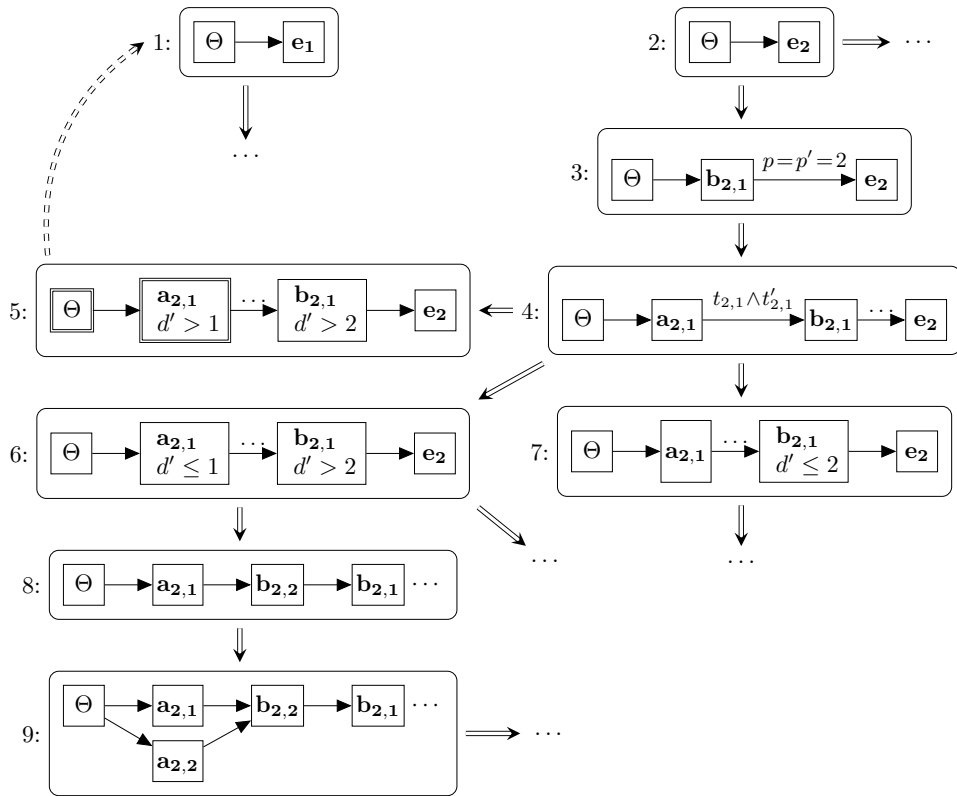 1: Θ e₁
2: Θ e₂ ···
···
3: Θ b₂,₁ p=p′=2 e₂
5: Θ a₂,₁ d′ > 1 ··· b₂,₁ d′ > 2 e₂
4: Θ a₂,₁ t₂,₁∧t′₂,₁ b₂,₁ ··· e₂
6: Θ a₂,₁ d′ ≤ 1 ··· b₂,₁ d′ > 2 e₂
7: Θ a₂,₁ ··· b₂,₁ d′ ≤ 2 e₂
··· ···
8: Θ a₂,₁ b₂,₂ b₂,₁ ···
9: Θ a₂,₁ b₂,₂ b₂,₁ ···
a₂,₂
···